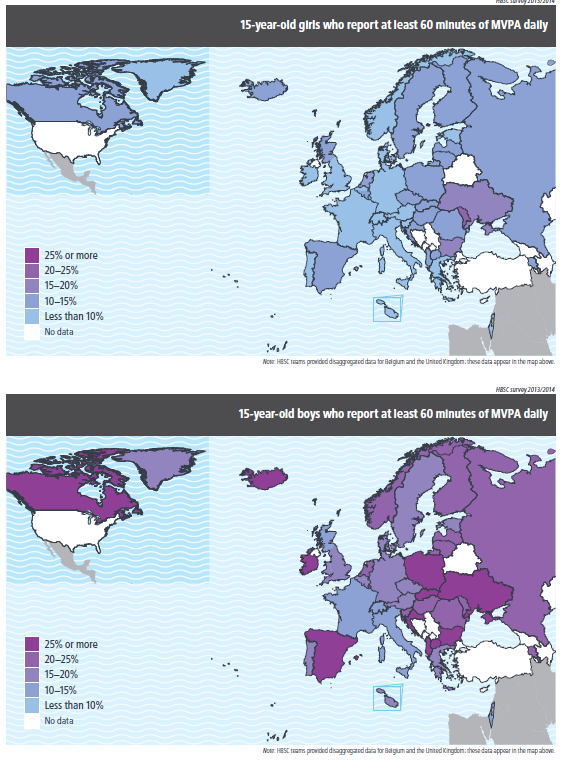 HBSC survey 2013/2014
15-year-old girls who report at least 60 minutes of MVPA daily
25% or more
20–25%
15–20%
10–15%
Less than 10%
No data
Note: HBSC teams provided disaggregated data for Belgium and the United Kingdom; these data appear in the map above.
HBSC survey 2013/2014
15-year-old boys who report at least 60 minutes of MVPA daily
25% or more
20–25%
15–20%
10–15%
Less than 10%
No data
Note: HBSC teams provided disaggregated data for Belgium and the United Kingdom; these data appear in the map above.